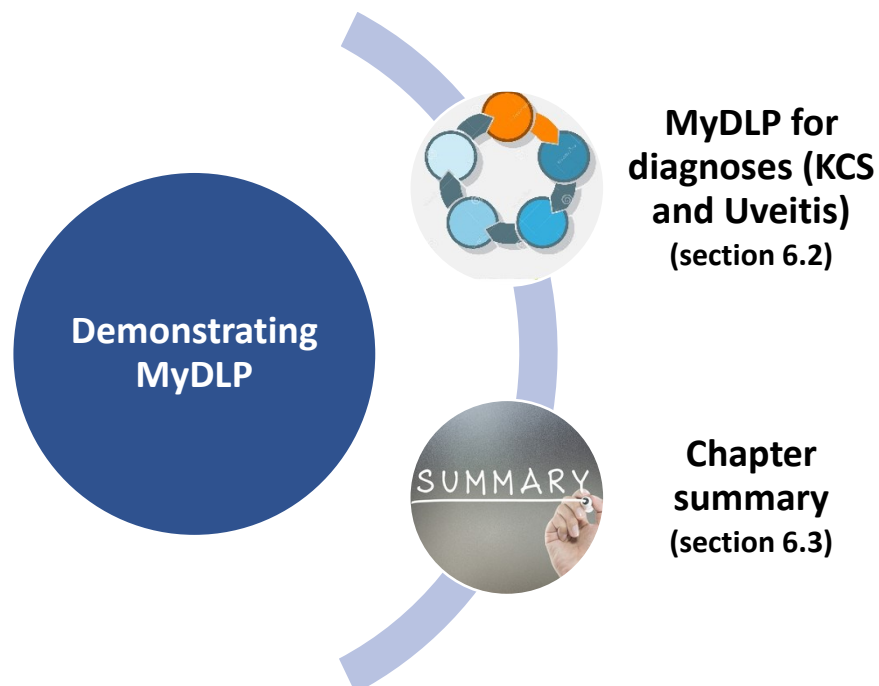 Demonstrating
MyDLP
MyDLP for
diagnoses (KCS
and Uveitis)
(section 6.2)
SUMMARY
Chapter
summary
(section 6.3)